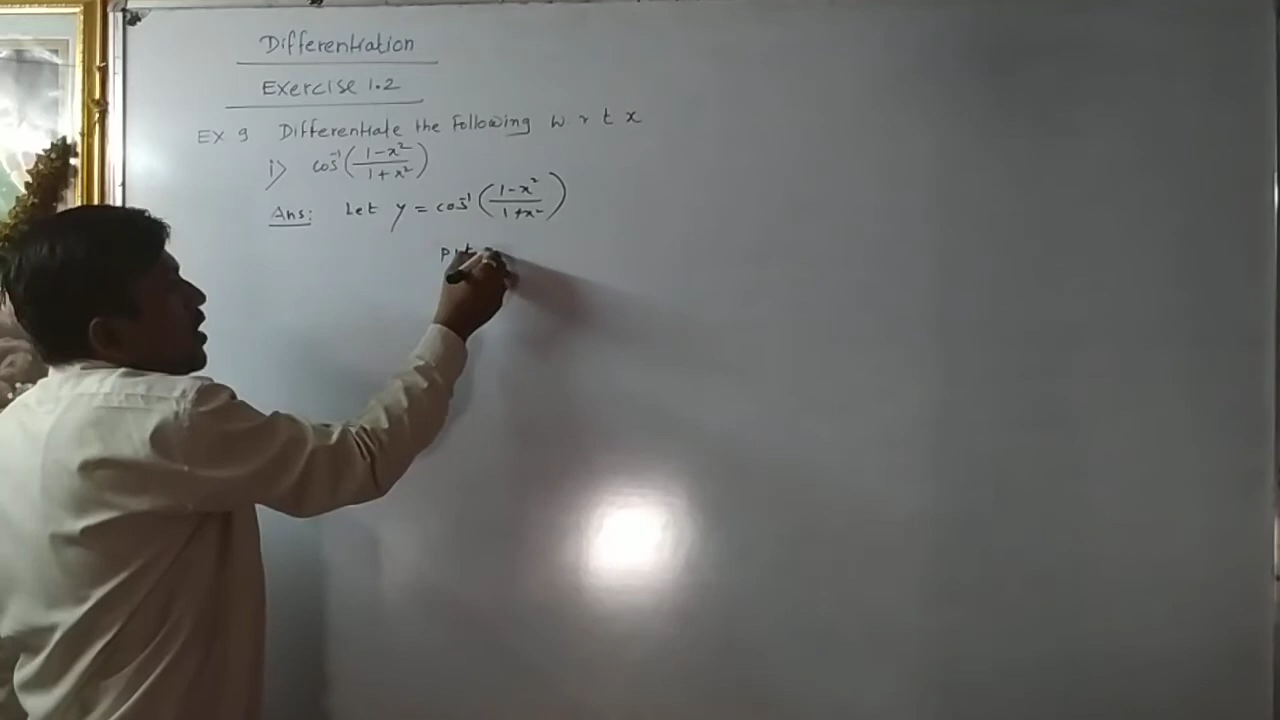 Differentiation
Exercise 1.2
Ex 9 Differentiate the following w r t x
i) cos⁻¹((1-x²)/(1+x²))
Ans: Let y = cos⁻¹((1-x²)/(1+x²))
put